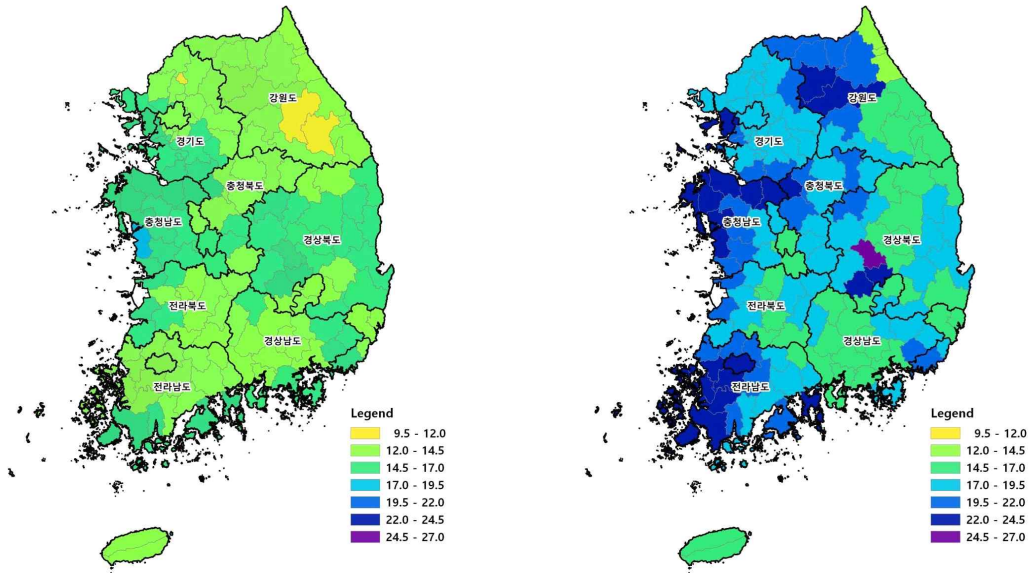 강원도
경기도
충청북도
충청남도
경상북도
전라북도
경상남도
전라남도
Legend
9.5 - 12.0
12.0 - 14.5
14.5 - 17.0
17.0 - 19.5
19.5 - 22.0
22.0 - 24.5
24.5 - 27.0
강원도
경기도
충청북도
충청남도
경상북도
전라북도
경상남도
전라남도
Legend
9.5 - 12.0
12.0 - 14.5
14.5 - 17.0
17.0 - 19.5
19.5 - 22.0
22.0 - 24.5
24.5 - 27.0